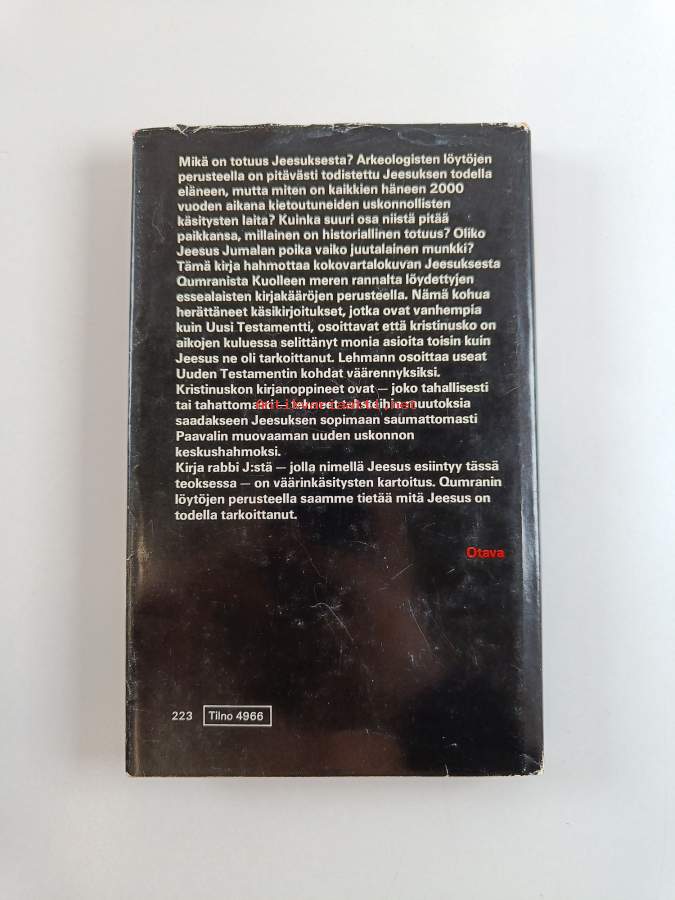 Mikä on totuus Jeesuksesta? Arkeologisten löytöjen
perusteella on pitävästi todistettu Jeesuksen todella
eläneen, mutta miten on kaikkien häneen 2000
vuoden aikana kietoutuneiden uskonnollisten
käsitysten laita? Kuinka suuri osa niistä pitää
paikkansa, millainen on historiallinen totuus? Oliko
Jeesus Jumalan poika vaiko juutalainen munkki?
Tämä kirja hahmottaa kokovartalokuvan Jeesuksesta
Qumranista Kuolleen meren rannalta löydettyjen
essealaisten kirjakääröjen perusteella. Nämä kohua
herättäneet käsikirjoitukset, jotka ovat vanhempia
kuin Uusi Testamentti, osoittavat että kristinusko on
aikojen kuluessa selittänyt monia asioita toisin kuin
Jeesus ne oli tarkoittanut. Lehmann osoittaa useat
Uuden Testamentin kohdat väärennyksiksi.
Kristinuskon kirjanoppineet ovat — joko tahallisesti
tai tahattomasti — tehneet teksteihin muutoksia
saadakseen Jeesuksen sopimaan saumattomasti
Paavalin muovaaman uuden uskonnon
keskushahmoksi.
Kirja rabbi J:stä — jolla nimellä Jeesus esiintyy tässä
teoksessa — on väärinkäsitysten kartoitus. Qumranin
löytöjen perusteella saamme tietää mitä Jeesus on
todella tarkoittanut.
Otava
223 Tilno 4966